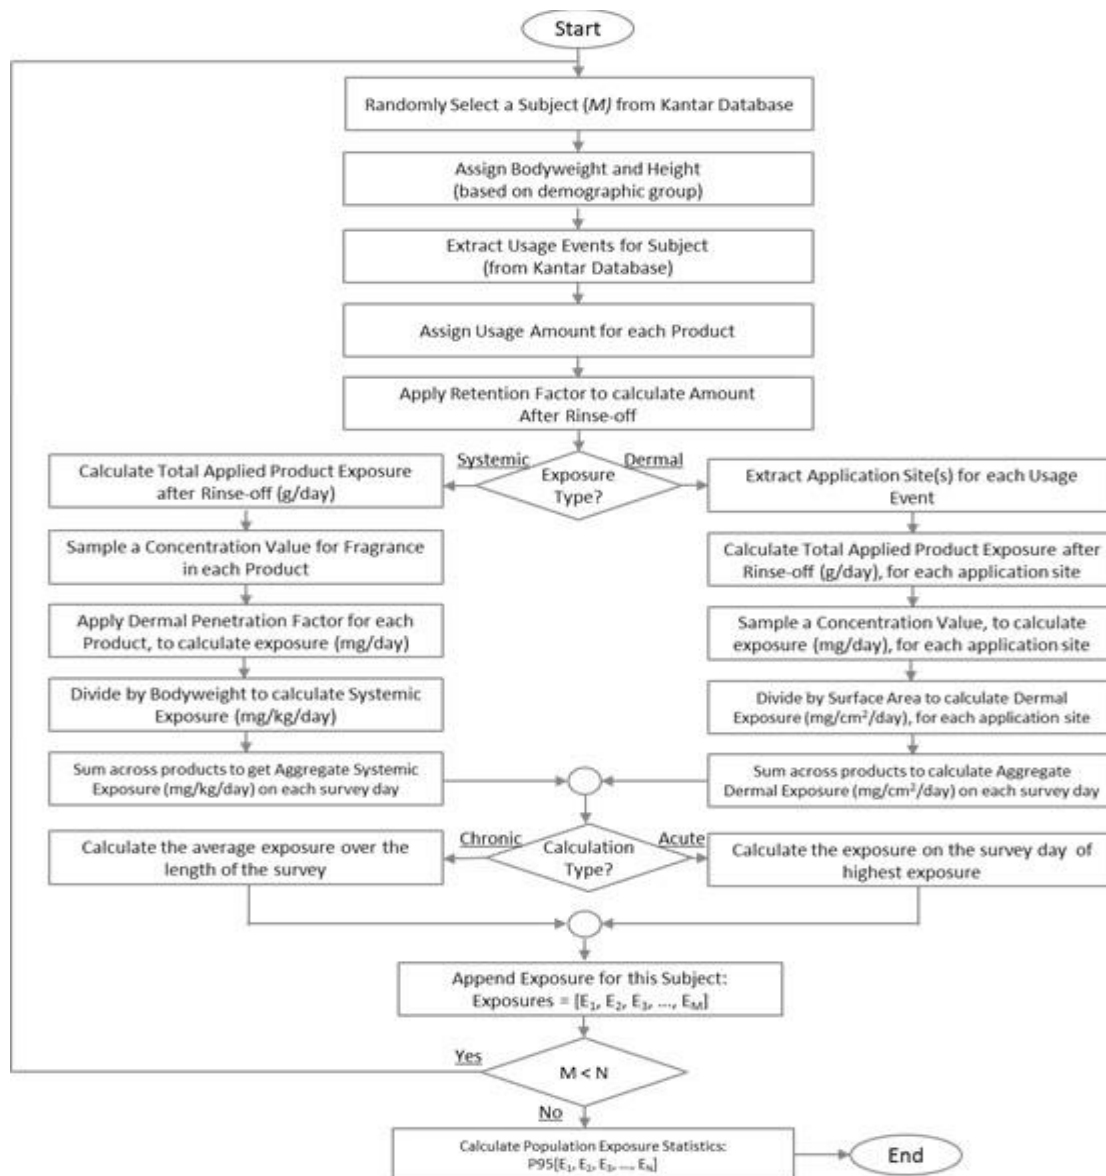 Start
Randomly Select a Subject (M) from Kantar Database
Assign Bodyweight and Height
(based on demographic group)
Extract Usage Events for Subject
(from Kantar Database)
Assign Usage Amount for each Product
Apply Retention Factor to calculate Amount
After Rinse-off
Systemic
Dermal
Exposure
Type?
Calculate Total Applied Product Exposure
after Rinse-off (g/day)
Sample a Concentration Value for Fragrance
in each Product
Apply Dermal Penetration Factor for each
Product, to calculate exposure (mg/day)
Divide by Bodyweight to calculate Systemic
Exposure (mg/kg/day)
Sum across products to get Aggregate Systemic
Exposure (mg/kg/day) on each survey day
Extract Application Site(s) for each Usage
Event
Calculate Total Applied Product Exposure after
Rinse-off (g/day), for each application site
Sample a Concentration Value, to calculate
exposure (mg/day), for each application site
Divide by Surface Area to calculate Dermal
Exposure (mg/cm²/day), for each application site
Sum across products to calculate Aggregate
Dermal Exposure (mg/cm²/day) on each survey day
Chronic
Acute
Calculation
Type?
Calculate the average exposure over the
length of the survey
Calculate the exposure on the survey day of
highest exposure
Append Exposure for this Subject:
Exposures = [E₁, E₂, E₃, ..., E_M]
Yes
M < N
No
Calculate Population Exposure Statistics:
P95[E₁, E₂, E₃, ..., E_N]
End